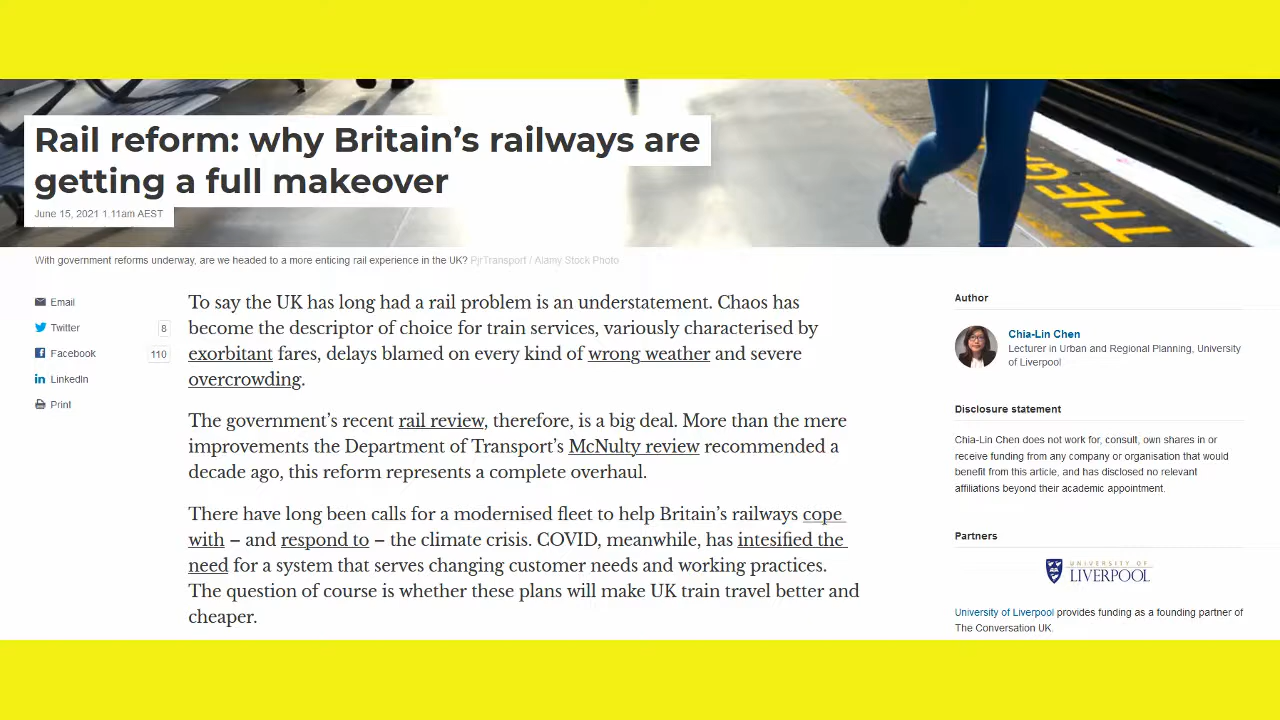 Rail reform: why Britain's railways are
getting a full makeover
June 15, 2021 1.11am AEST
With government reforms underway, are we headed to a more enticing rail experience in the UK? PjrTransport / Alamy Stock Photo
Email
Twitter
8
Facebook
110
LinkedIn
Print
To say the UK has long had a rail problem is an understatement. Chaos has
become the descriptor of choice for train services, variously characterised by
exorbitant fares, delays blamed on every kind of wrong weather and severe
overcrowding.
The government's recent rail review, therefore, is a big deal. More than the mere
improvements the Department of Transport's McNulty review recommended a
decade ago, this reform represents a complete overhaul.
There have long been calls for a modernised fleet to help Britain's railways cope
with – and respond to – the climate crisis. COVID, meanwhile, has intesified the
need for a system that serves changing customer needs and working practices.
The question of course is whether these plans will make UK train travel better and
cheaper.
Author
Chia-Lin Chen
Lecturer in Urban and Regional Planning, University
of Liverpool
Disclosure statement
Chia-Lin Chen does not work for, consult, own shares in or
receive funding from any company or organisation that would
benefit from this article, and has disclosed no relevant
affiliations beyond their academic appointment.
Partners
UNIVERSITY OF
LIVERPOOL
University of Liverpool provides funding as a founding partner of
The Conversation UK.